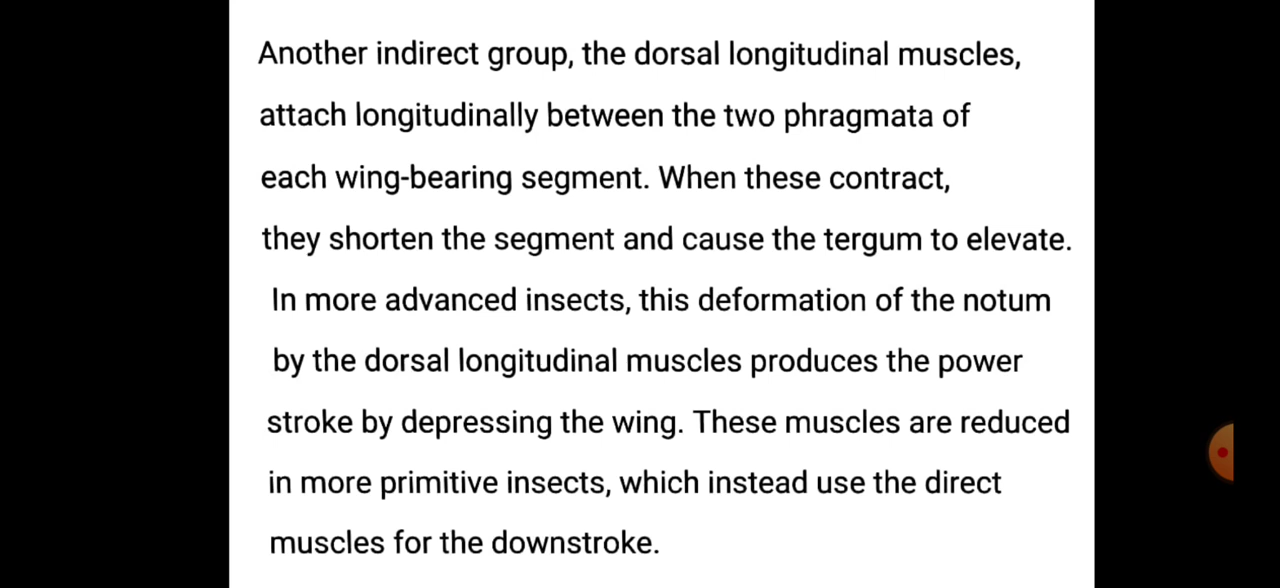 Another indirect group, the dorsal longitudinal muscles,
attach longitudinally between the two phragmata of
each wing-bearing segment. When these contract,
they shorten the segment and cause the tergum to elevate.
In more advanced insects, this deformation of the notum
by the dorsal longitudinal muscles produces the power
stroke by depressing the wing. These muscles are reduced
in more primitive insects, which instead use the direct
muscles for the downstroke.